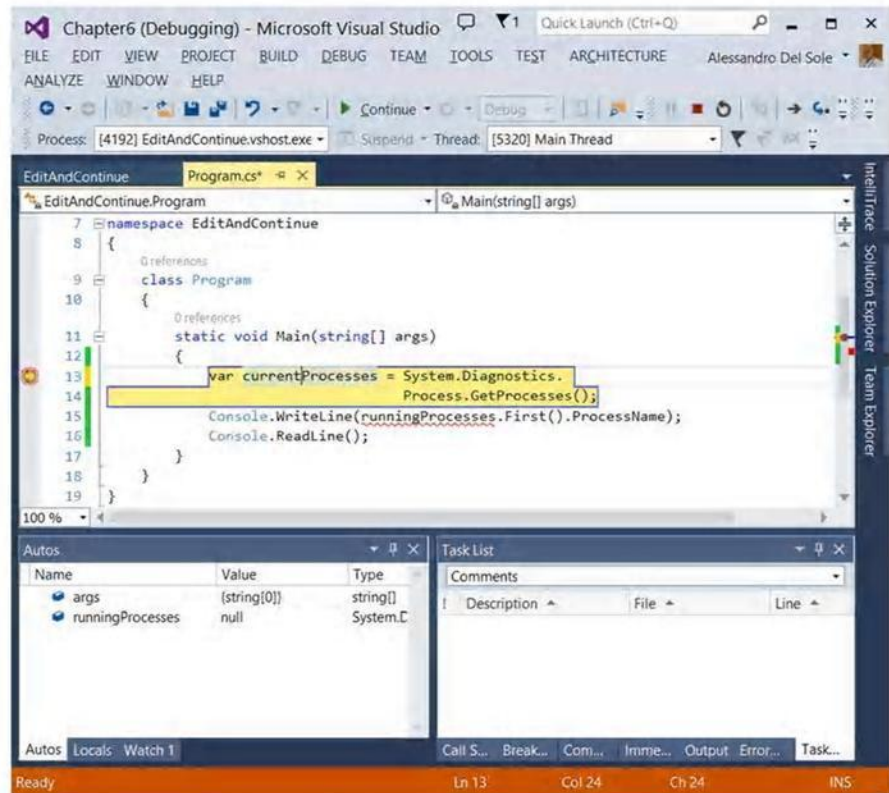 Chapter6 (Debugging) - Microsoft Visual Studio 1 Quick Launch (Ctrl+Q)
FILE EDIT VIEW PROJECT BUILD DEBUG TEAM TOOLS TEST ARCHITECTURE Alessandro Del Sole
ANALYZE WINDOW HELP
Continue Debug
Process: [4192] EditAndContinue.vshost.exe Suspend Thread: [5320] Main Thread
EditAndContinue Program.cs*
EditAndContinue.Program Main(string[] args)
7 namespace EditAndContinue
8 {
0 references
9 class Program
10 {
0 references
11 static void Main(string[] args)
12 {
13 var currentProcesses = System.Diagnostics.
14 Process.GetProcesses();
15 Console.WriteLine(runningProcesses.First().ProcessName);
16 Console.ReadLine();
17 }
18 }
19 }
100 %
IntelliTrace
Solution Explorer
Team Explorer
Autos
Name Value Type
args {string[0]} string[]
runningProcesses null System.D
Autos Locals Watch 1
Task List
Comments
! Description File Line
Call S... Break... Com... Imme... Output Error... Task...
Ready Ln 13 Col 24 Ch 24 INS